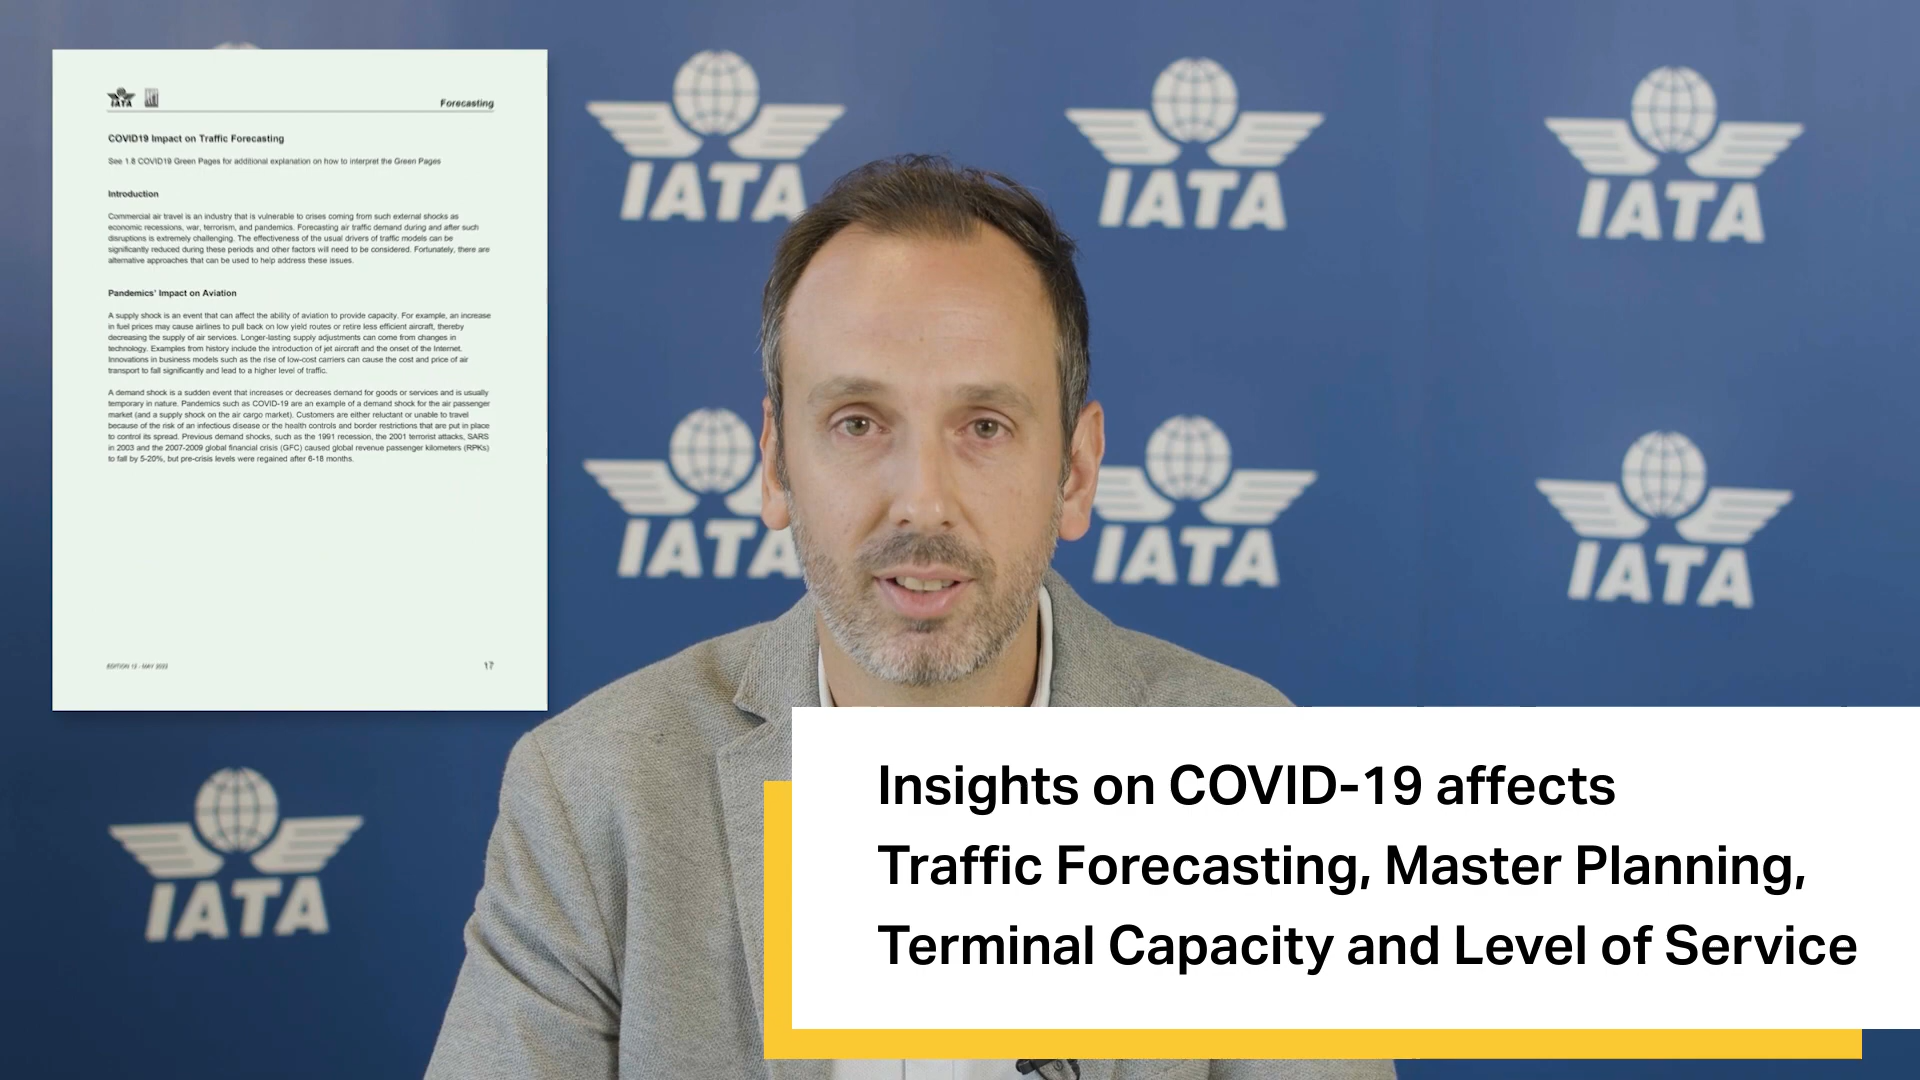 IATA
Forecasting
COVID19 Impact on Traffic Forecasting
See 1.8 COVID19 Green Pages for additional explanation on how to interpret the Green Pages
Introduction
Commercial air travel is an industry that is vulnerable to crises coming from such external shocks as
economic recessions, war, terrorism, and pandemics. Forecasting air traffic demand during and after such
disruptions is extremely challenging. The effectiveness of the usual drivers of traffic models can be
significantly reduced during these periods and other factors will need to be considered. Fortunately, there are
alternative approaches that can be used to help address these issues.
Pandemics' Impact on Aviation
A supply shock is an event that can affect the ability of aviation to provide capacity. For example, an increase
in fuel prices may cause airlines to pull back on low yield routes or retire less efficient aircraft, thereby
decreasing the supply of air services. Longer-lasting supply adjustments can come from changes in
technology. Examples from history include the introduction of jet aircraft and the onset of the Internet.
Innovations in business models such as the rise of low-cost carriers can cause the cost and price of air
transport to fall significantly and lead to a higher level of traffic.
A demand shock is a sudden event that increases or decreases demand for goods or services and is usually
temporary in nature. Pandemics such as COVID-19 are an example of a demand shock for the air passenger
market (and a supply shock on the air cargo market). Customers are either reluctant or unable to travel
because of the risk of an infectious disease or the health controls and border restrictions that are put in place
to control its spread. Previous demand shocks, such as the 1991 recession, the 2001 terrorist attacks, SARS
in 2003 and the 2007-2009 global financial crisis (GFC) caused global revenue passenger kilometers (RPKs)
to fall by 5-20%, but pre-crisis levels were regained after 6-18 months.
EDITION 12 - MAY 2022
17
IATA
IATA
IATA
IATA
IATA
IATA
IATA
Insights on COVID-19 affects
Traffic Forecasting, Master Planning,
Terminal Capacity and Level of Service